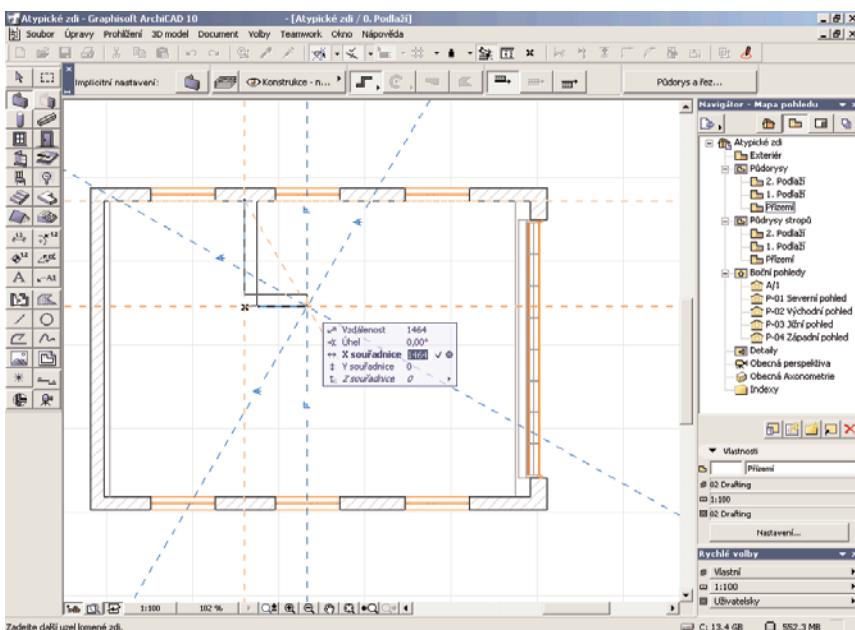 Atypické zdi - Graphisoft ArchiCAD 10 - [Atypické zdi / 0. Podlaží]
Soubor Úpravy Prohlížení 3D model Document Volby Teamwork Okno Nápověda
Implicitní nastavení: Konstrukce - n... Půdorys a řez...
Navigátor - Mapa pohledu
Atypické zdi
Exteriér
Půdorysy
2. Podlaží
1. Podlaží
Přízemí
Půdrysy stropů
2. Podlaží
1. Podlaží
Přízemí
Boční pohledy
A/1
P-01 Severní pohled
P-02 Východní pohled
P-03 Jižní pohled
P-04 Západní pohled
Detaily
Obecná perspektiva
Obecná Axonometrie
Indexy
Vzdálenost 1464
Úhel 0,00°
X souřadnice 1464
Y souřadnice 0
Z souřadnice 0
Vlastnosti
Přízemí
02 Drafting
1:100
02 Drafting
Nastavení...
Rychlé volby
Vlastní
1:100
Uživatelsky
1:100 102 %
Zadejte další uzel lomené zdi. C: 13.4 GB 552.3 MB